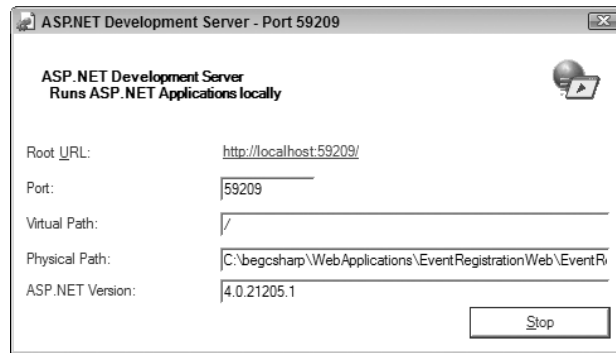 ASP.NET Development Server - Port 59209
ASP.NET Development Server
Runs ASP.NET Applications locally
Root URL: http://localhost:59209/
Port: 59209
Virtual Path: /
Physical Path: C:\begcsharp\WebApplications\EventRegistrationWeb\EventRe
ASP.NET Version: 4.0.21205.1
Stop